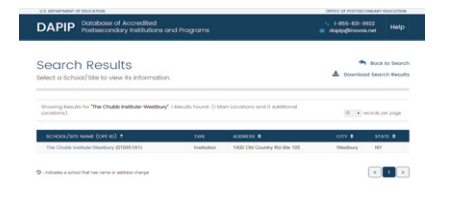 U.S. DEPARTMENT OF EDUCATION
OFFICE OF POSTSECONDARY EDUCATION
DAPIP
Database of Accredited
Postsecondary Institutions and Programs
1-855-831-9922
dapip@inovas.net
Help
Search Results
Select a School/Site to view its information.
Back to Search
Download Search Results
Showing Results for "The Chubb Institute-Westbury" 1 Results Found (1 Main Locations and 0 Additional
Locations)
records per page
SCHOOL/SITE NAME (OPE ID) TYPE ADDRESS CITY STATE
The Chubb Institute-Westbury Institution 1400 Old Country Rd Ste 105 Westbury NY
- Indicates a school that has name or address change
« 1 »